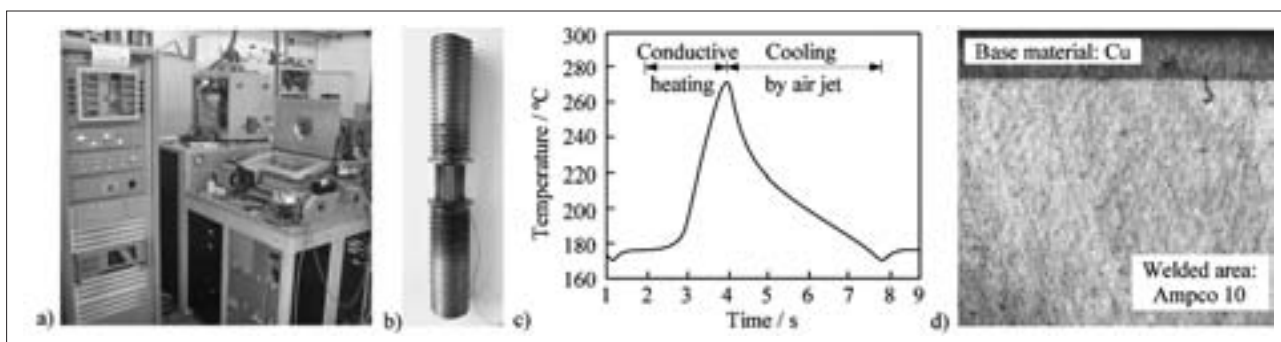 a)
b)
c)
300
280
260
240
220
200
180
160
Temperature / °C
Conductive
heating
Cooling
by air jet
1 2 3 4 5 6 7 8 9
Time / s
d)
Base material: Cu
Welded area:
Ampco 10